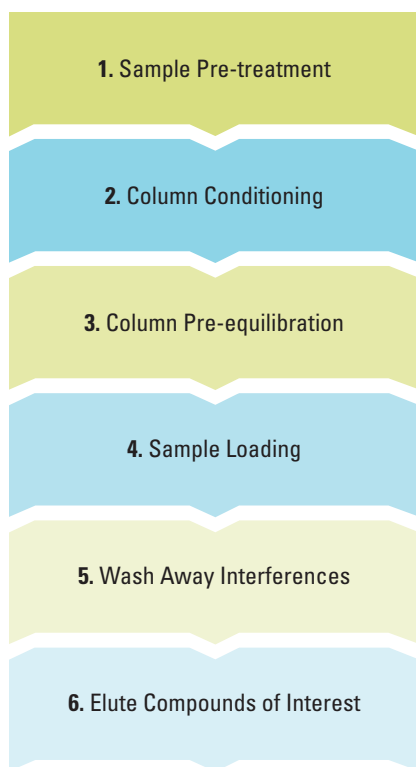 1. Sample Pre-treatment
2. Column Conditioning
3. Column Pre-equilibration
4. Sample Loading
5. Wash Away Interferences
6. Elute Compounds of Interest